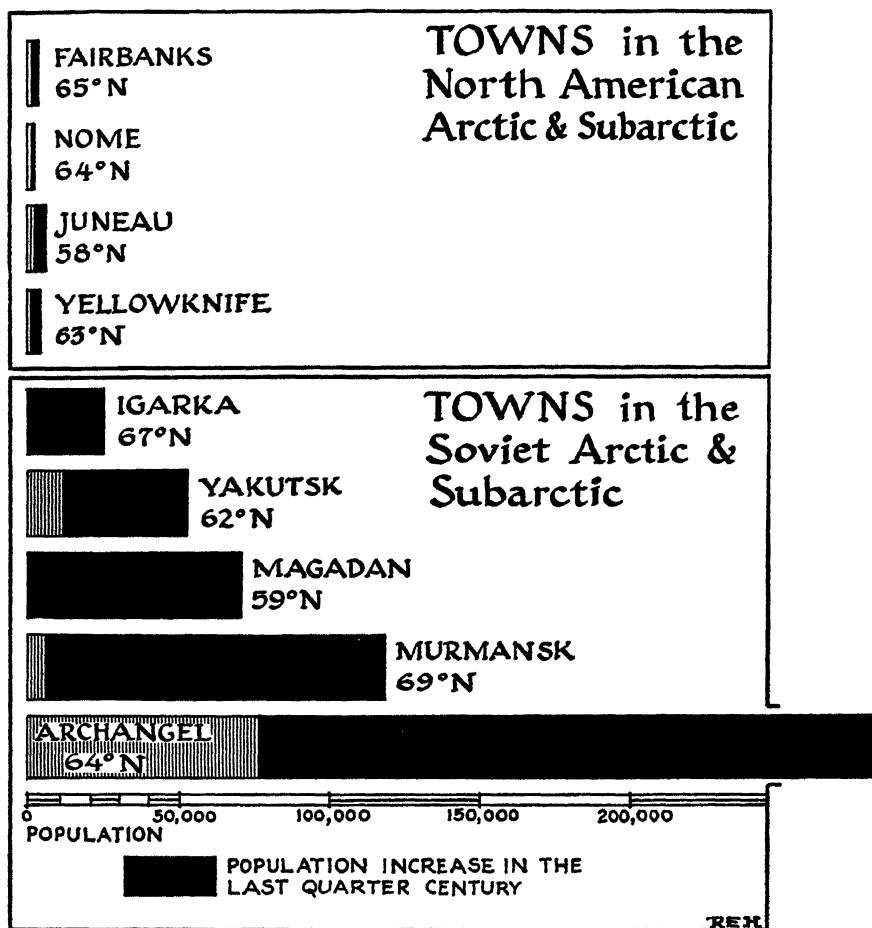 TOWNS in the
North American
Arctic & Subarctic
FAIRBANKS
65°N
NOME
64°N
JUNEAU
58°N
YELLOWKNIFE
63°N
TOWNS in the
Soviet Arctic &
Subarctic
IGARKA
67°N
YAKUTSK
62°N
MAGADAN
59°N
MURMANSK
69°N
ARCHANGEL
64°N
0 50,000 100,000 150,000 200,000
POPULATION
POPULATION INCREASE IN THE
LAST QUARTER CENTURY
REH